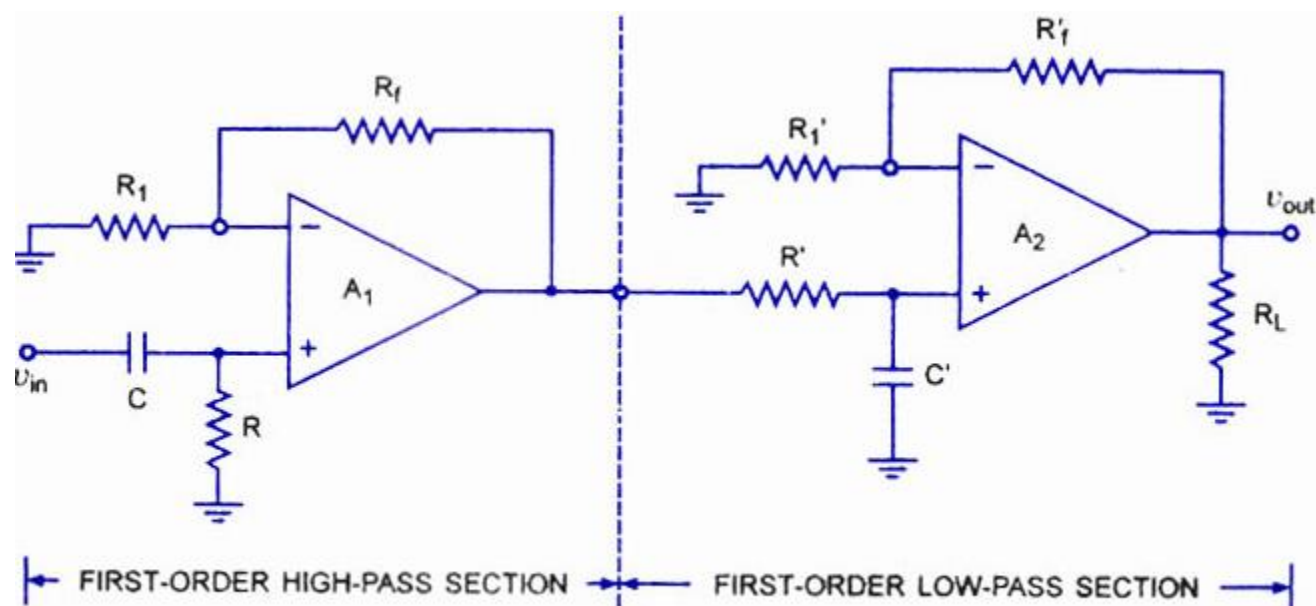 R'f
Rf
R1'
R1
−
−
A1
A2
vout
R'
+
RL
+
vin
C
C'
R
FIRST-ORDER HIGH-PASS SECTION
FIRST-ORDER LOW-PASS SECTION